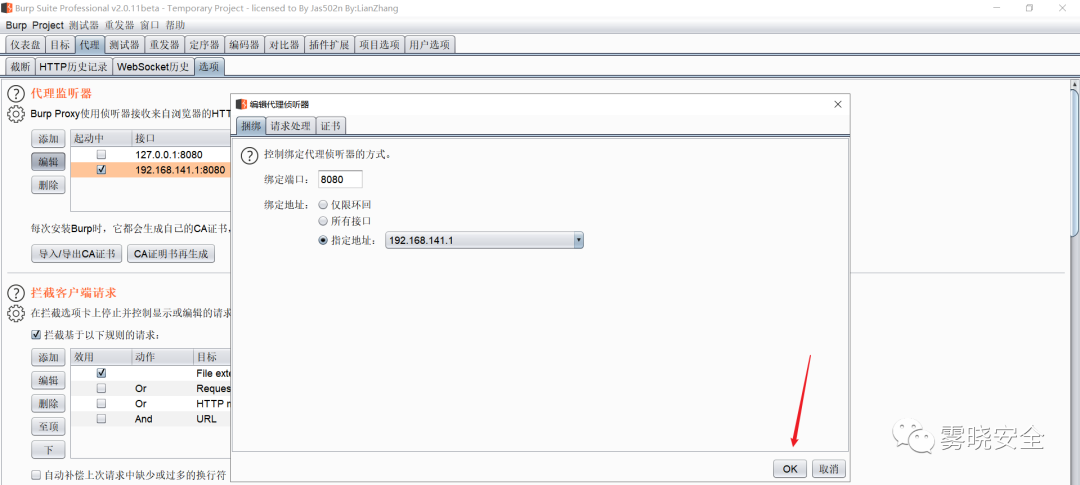 Burp Suite Professional v2.0.11beta - Temporary Project - licensed to By Jas502n By:LianZhang
Burp Project 测试器 重发器 窗口 帮助
仪表盘 目标 代理 测试器 重发器 定序器 编码器 对比器 插件扩展 项目选项 用户选项
截断 HTTP历史记录 WebSocket历史 选项
? 代理监听器
Burp Proxy使用侦听器接收来自浏览器的HTT
添加 起动中 接口
127.0.0.1:8080
编辑 192.168.141.1:8080
删除
每次安装Burp时，它都会生成自己的CA证书，
导入/导出CA证书 CA证明书再生成
? 拦截客户端请求
在拦截选项卡上停止并控制显示或编辑的请求
拦截基于以下规则的请求:
添加 效用 动作 目标
File exte
编辑 Or Reques
删除 Or HTTP m
And URL
至顶
下
自动补偿上次请求中缺少或过多的换行符
编辑代理侦听器
捆绑 请求处理 证书
? 控制绑定代理侦听器的方式。
绑定端口: 8080
绑定地址: 仅限环回
所有接口
指定地址: 192.168.141.1
OK 取消
雾晓安全